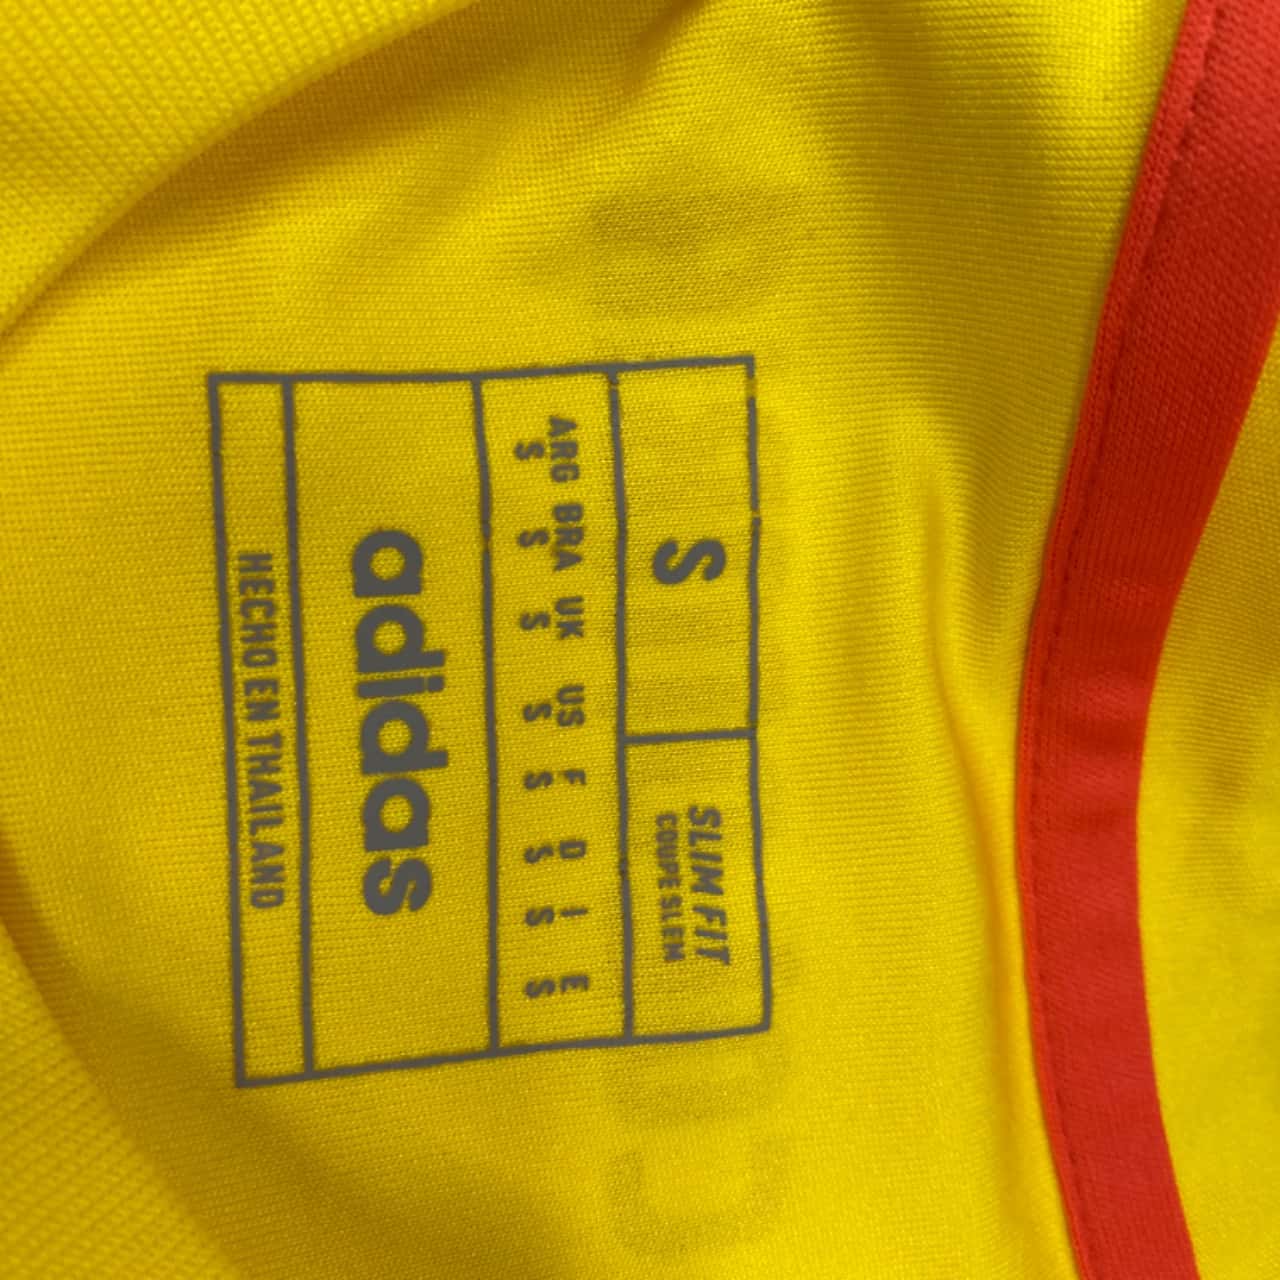 S
SLIM FIT
COUPE SLIM
ARG BRA UK US F D I E
S S S S S S S S
adidas
HECHO EN THAILAND